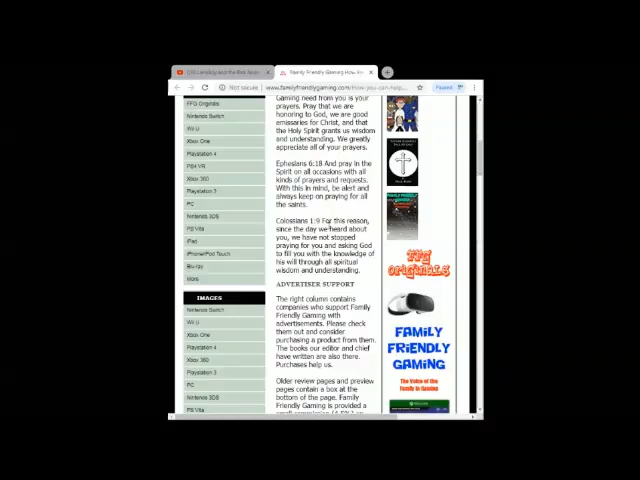 Family Friendly Gaming How
Not secure
www.familyfriendlygaming.com/How-you-can-help
Paused
FFG Originals
Nintendo Switch
Wii U
Xbox One
Playstation 4
PS4 VR
Xbox 360
Playstation 3
PC
Nintendo 3DS
PS Vita
iPad
iPhone/iPod Touch
Blu-ray
More
IMAGES
Nintendo Switch
Wii U
Xbox One
Playstation 4
Xbox 360
Playstation 3
PC
Nintendo 3DS
PS Vita
Gaming need from you is your
prayers. Pray that we are
honoring to God, we are good
emissaries for Christ, and that
the Holy Spirit grants us wisdom
and understanding. We greatly
appreciate all of your prayers.
Ephesians 6:18 And pray in the
Spirit on all occasions with all
kinds of prayers and requests.
With this in mind, be alert and
always keep on praying for all
the saints.
Colossians 1:9 For this reason,
since the day we heard about
you, we have not stopped
praying for you and asking God
to fill you with the knowledge of
his will through all spiritual
wisdom and understanding.
ADVERTISER SUPPORT
The right column contains
companies who support Family
Friendly Gaming with
advertisements. Please check
them out and consider
purchasing a product from them.
The books our editor and chief
have written are also there.
Purchases help us.
Older review pages and preview
pages contain a box at the
bottom of the page. Family
Friendly Gaming is provided a
small commission (4.5%) on
FFG
ORIGINALS
FAMILY
FRIENDLY
GAMING
The Voice of the
Family in Gaming